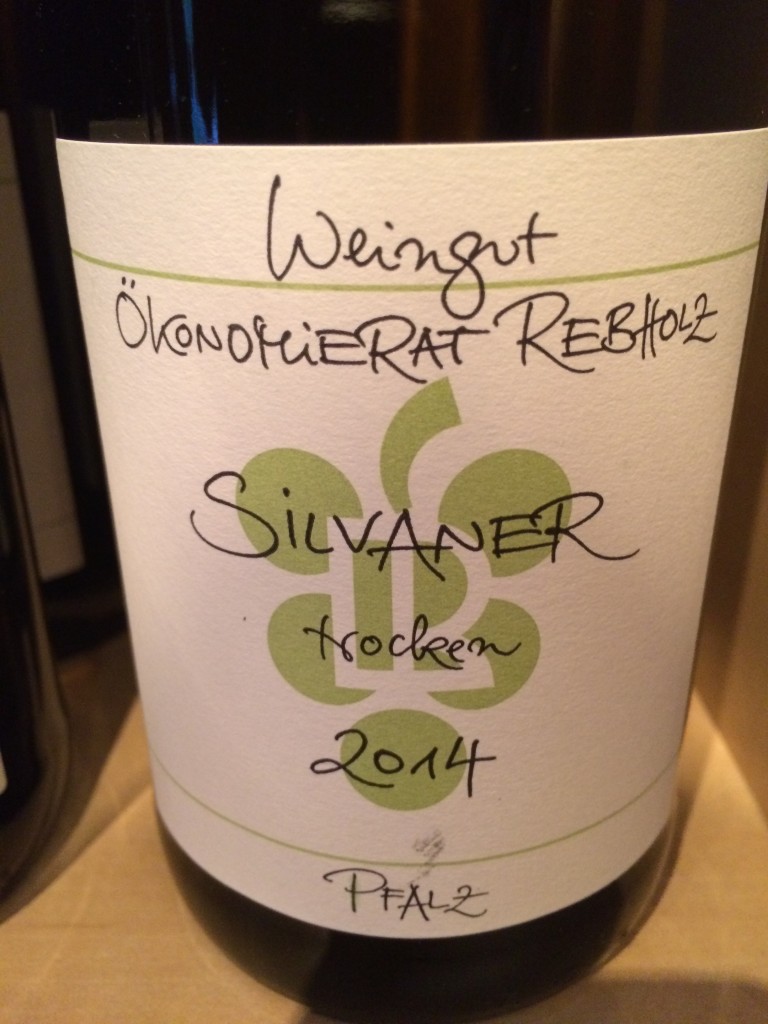 Weingut
ÖKONOMiERAT REBHOLZ
SiLVANER
trocken
2014
PFALZ